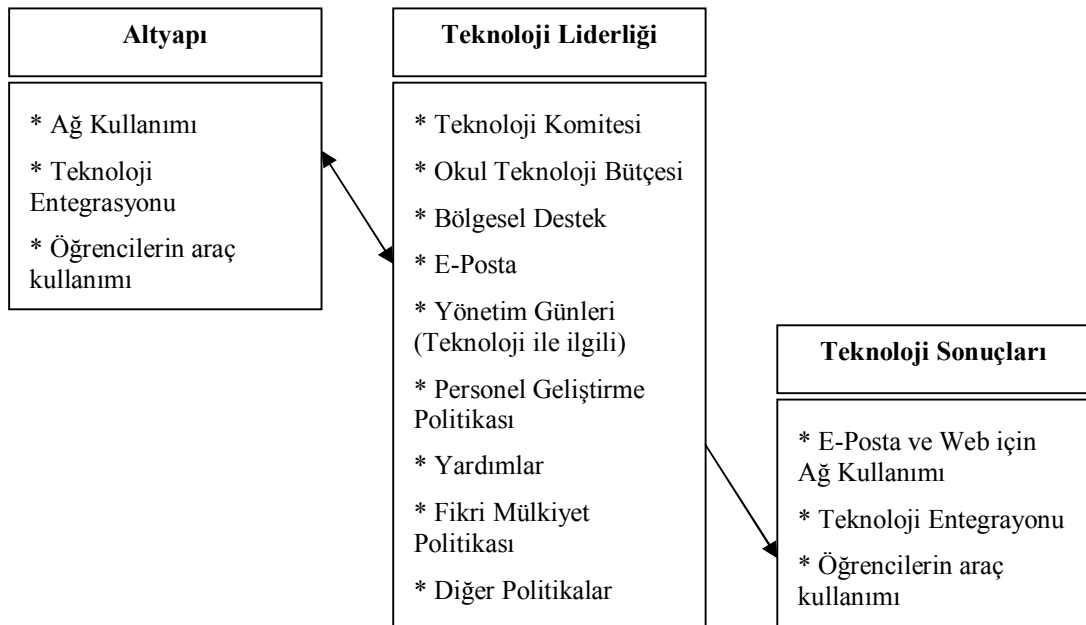 Altyapı
* Ağ Kullanımı
* Teknoloji
Entegrasyonu
* Öğrencilerin araç
kullanımı
Teknoloji Liderliği
* Teknoloji Komitesi
* Okul Teknoloji Bütçesi
* Bölgesel Destek
* E-Posta
* Yönetim Günleri
(Teknoloji ile ilgili)
* Personel Geliştirme
Politikası
* Yardımlar
* Fikri Mülkiyet
Politikası
* Diğer Politikalar
Teknoloji Sonuçları
* E-Posta ve Web için
Ağ Kullanımı
* Teknoloji Entegrayonu
* Öğrencilerin araç
kullanımı